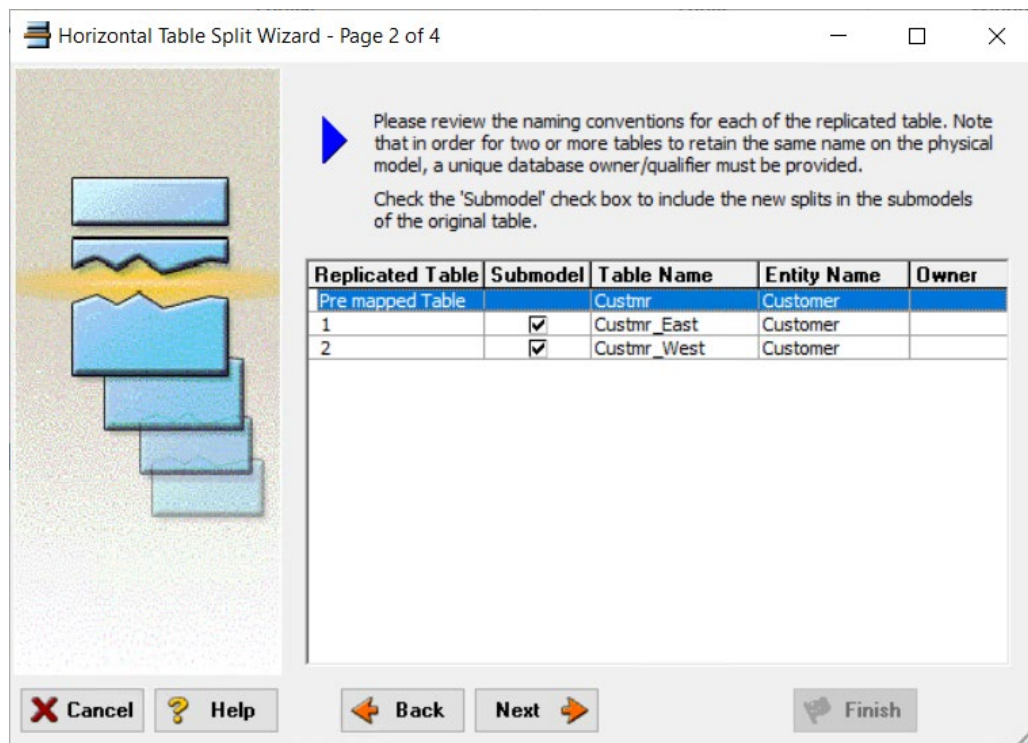 Horizontal Table Split Wizard - Page 2 of 4
Please review the naming conventions for each of the replicated table. Note
that in order for two or more tables to retain the same name on the physical
model, a unique database owner/qualifier must be provided.
Check the 'Submodel' check box to include the new splits in the submodels
of the original table.
Replicated Table Submodel Table Name Entity Name Owner
Pre mapped Table Custmr Customer
1 Custmr_East Customer
2 Custmr_West Customer
Cancel Help Back Next Finish